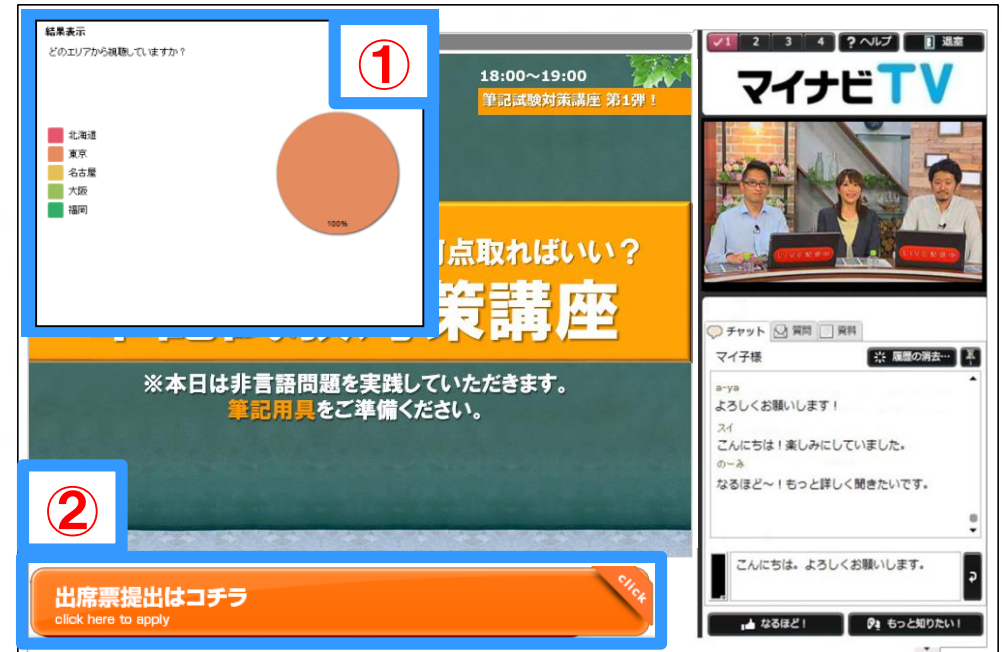 結果表示
どのエリアから視聴していますか？
北海道
東京
名古屋
大阪
福岡
100%
①
18:00～19:00
筆記試験対策講座 第1弾！
点取ればいい？
策講座
※本日は非言語問題を実践していただきます。
筆記用具をご準備ください。
②
出席票提出はコチラ
click here to apply
click
✓1 2 3 4 ?ヘルプ 退室
マイナビTV
LIVE配信中
LIVE配信中
チャット 質問 資料
マイ子様 履歴の消去…
a-ya
よろしくお願いします！
スイ
こんにちは！楽しみにしていました。
のーみ
なるほど～！もっと詳しく聞きたいです。
こんにちは。よろしくお願いします。
なるほど！ もっと知りたい！